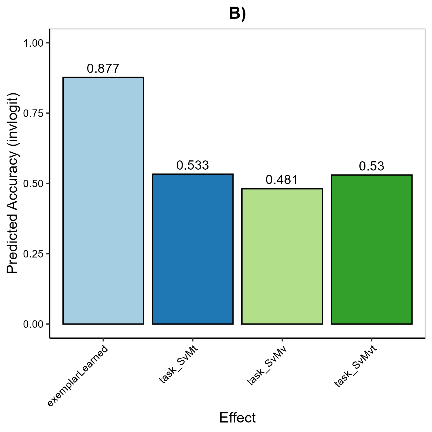 B)
Predicted Accuracy (invlogit)
1.00
0.75
0.50
0.25
0.00
0.877
0.533
0.481
0.53
exemplarLearned
task_SvMt
task_SvMv
task_SvMvt
Effect